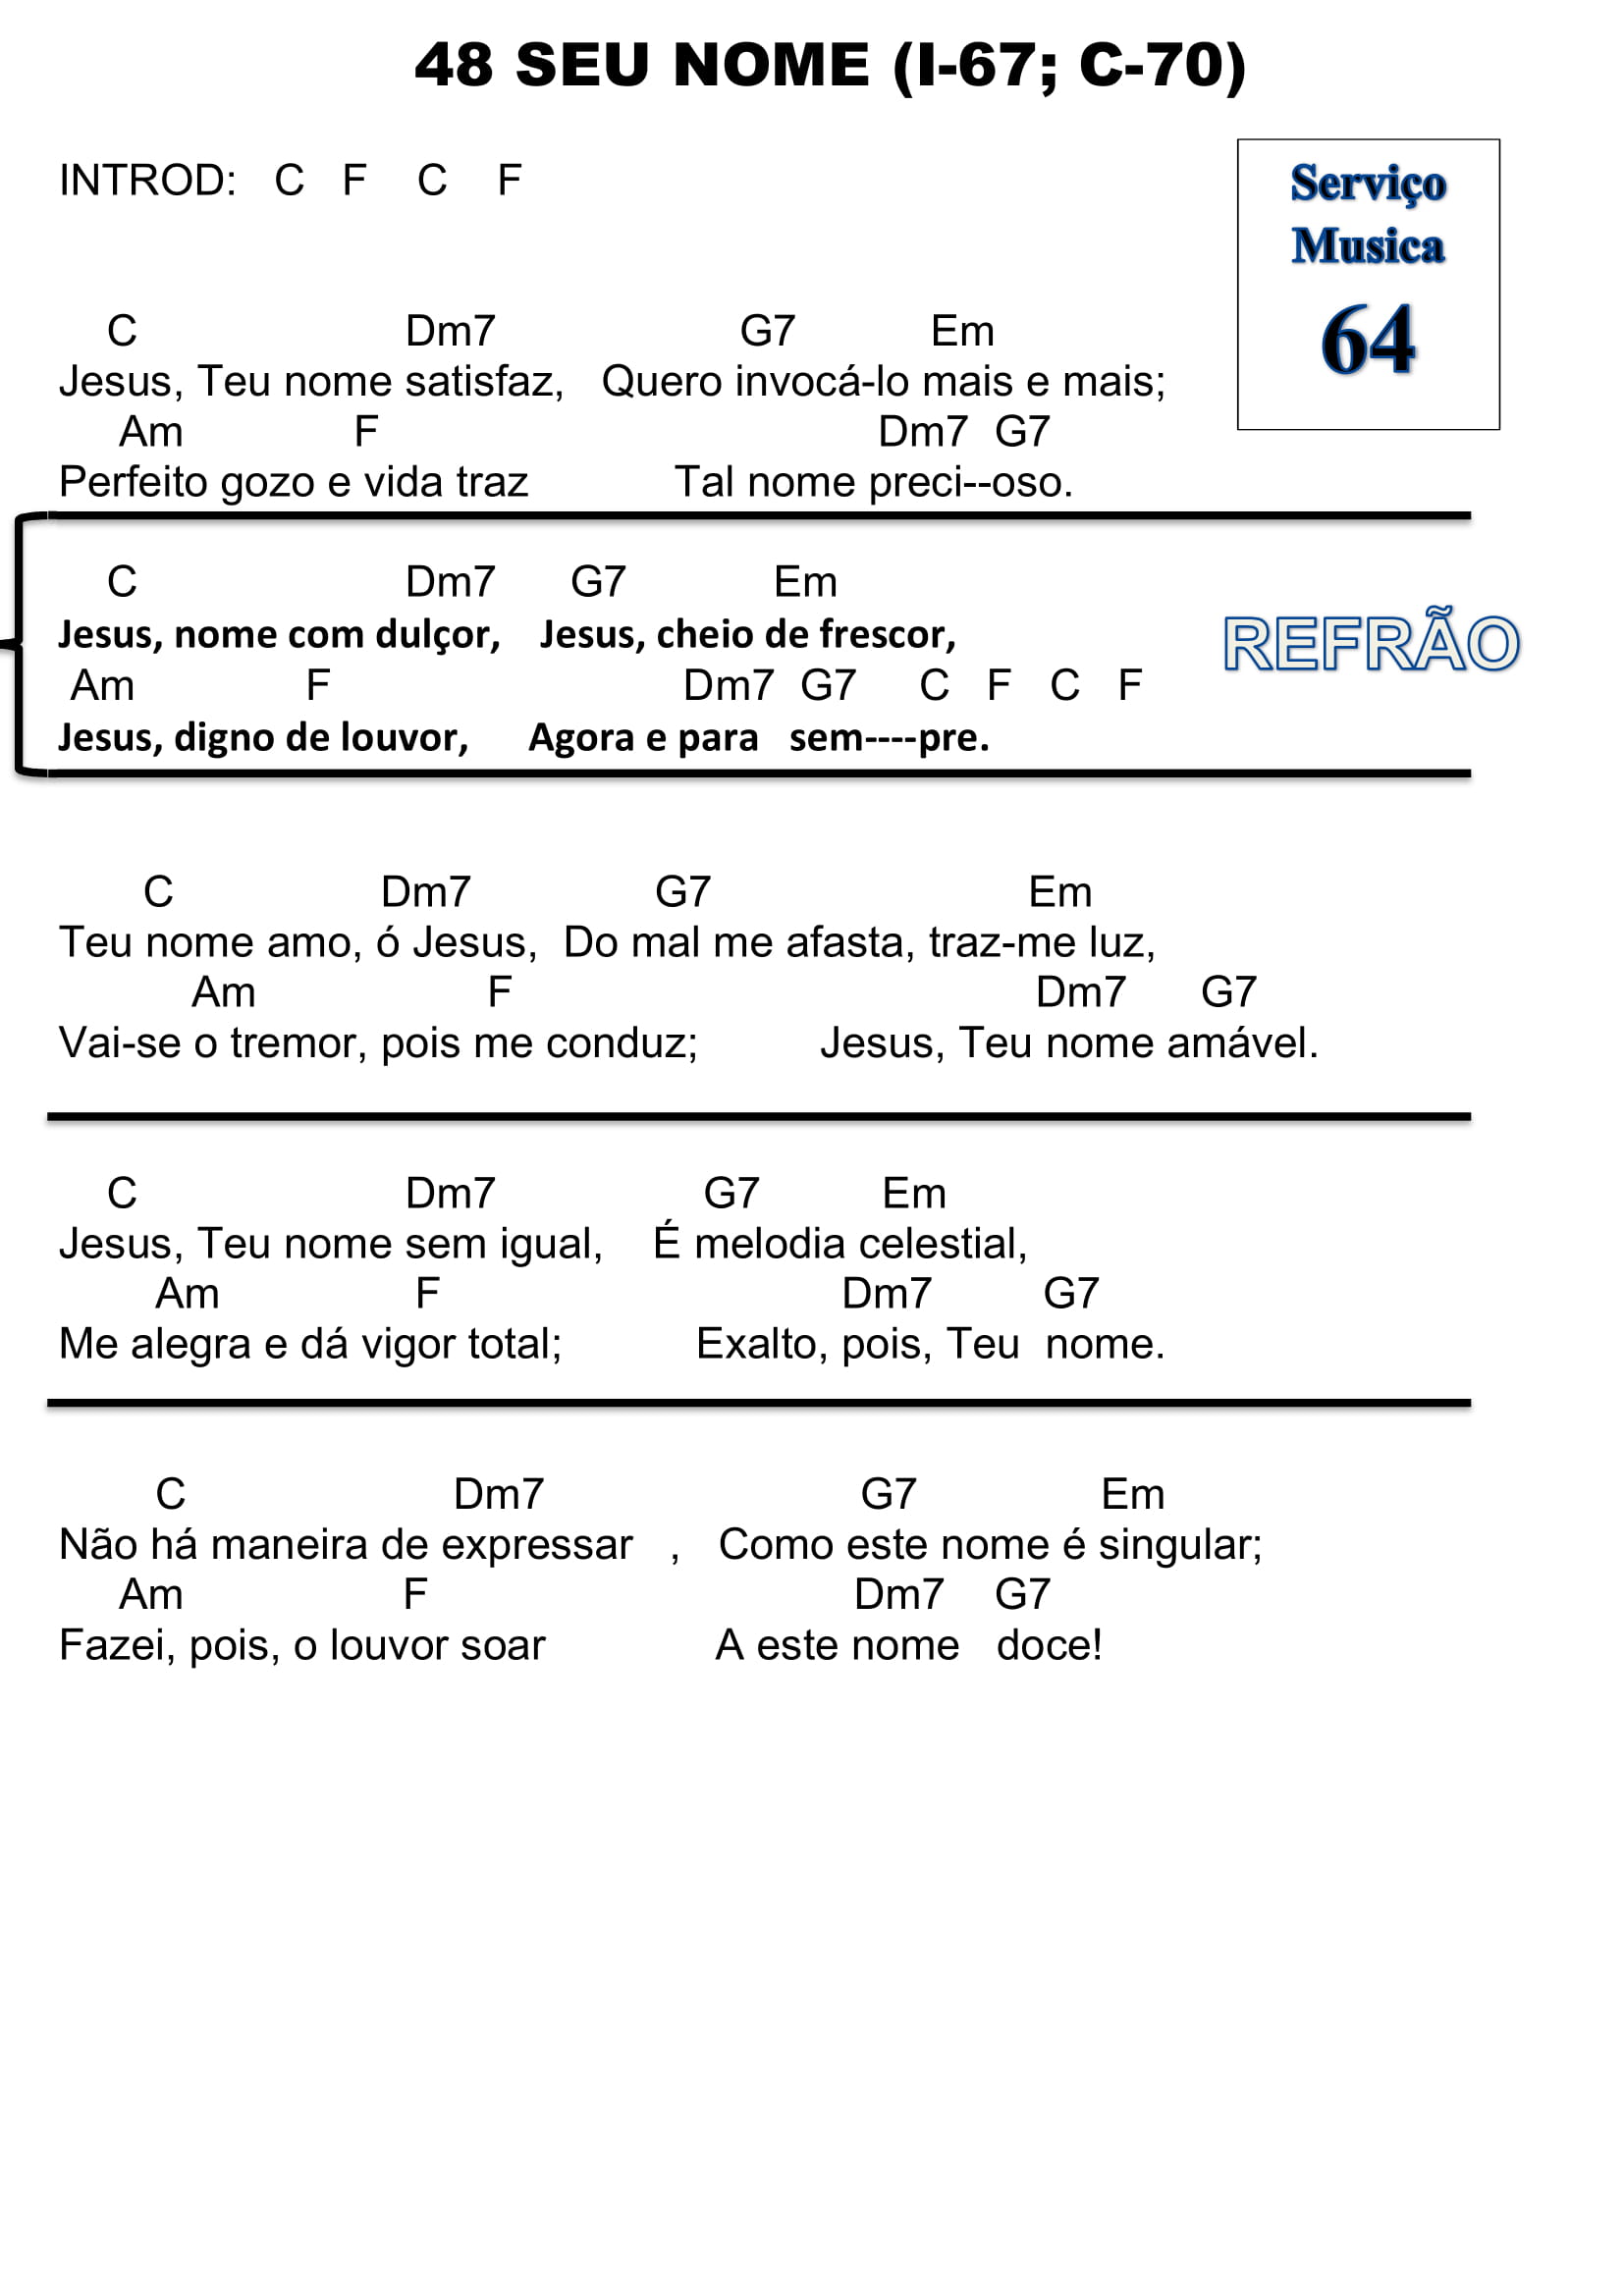 48 SEU NOME (I-67; C-70)
INTROD: C F C F
Serviço
Musica
64
C Dm7 G7 Em
Jesus, Teu nome satisfaz, Quero invocá-lo mais e mais;
Am F Dm7 G7
Perfeito gozo e vida traz Tal nome preci--oso.
C Dm7 G7 Em
Jesus, nome com dulçor, Jesus, cheio de frescor,
REFRÃO
Am F Dm7 G7 C F C F
Jesus, digno de louvor, Agora e para sem----pre.
C Dm7 G7 Em
Teu nome amo, ó Jesus, Do mal me afasta, traz-me luz,
Am F Dm7 G7
Vai-se o tremor, pois me conduz; Jesus, Teu nome amável.
C Dm7 G7 Em
Jesus, Teu nome sem igual, É melodia celestial,
Am F Dm7 G7
Me alegra e dá vigor total; Exalto, pois, Teu nome.
C Dm7 G7 Em
Não há maneira de expressar , Como este nome é singular;
Am F Dm7 G7
Fazei, pois, o louvor soar A este nome doce!